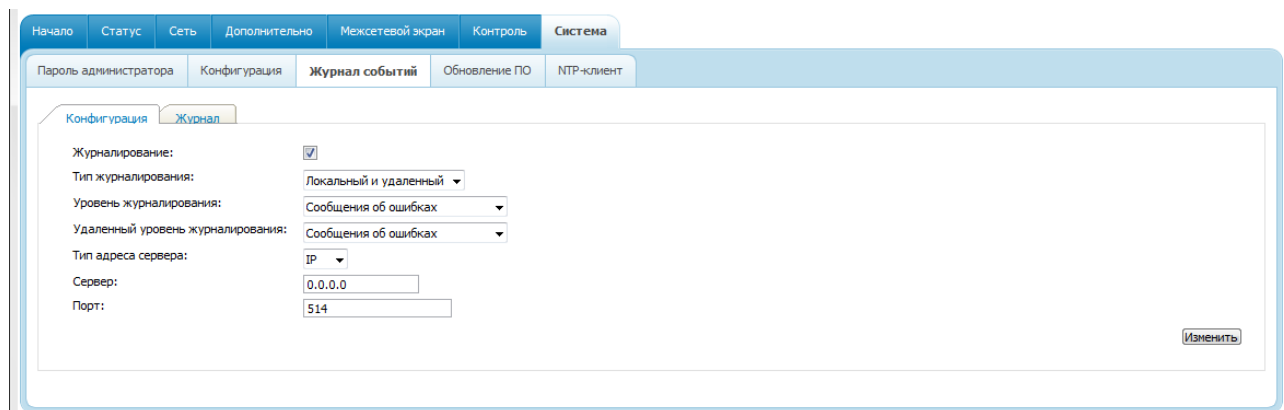 Начало Статус Сеть Дополнительно Межсетевой экран Контроль Система
Пароль администратора Конфигурация Журнал событий Обновление ПО NTP-клиент
Конфигурация Журнал
Журналирование:
Тип журналирования: Локальный и удаленный
Уровень журналирования: Сообщения об ошибках
Удаленный уровень журналирования: Сообщения об ошибках
Тип адреса сервера: IP
Сервер: 0.0.0.0
Порт: 514
Изменить